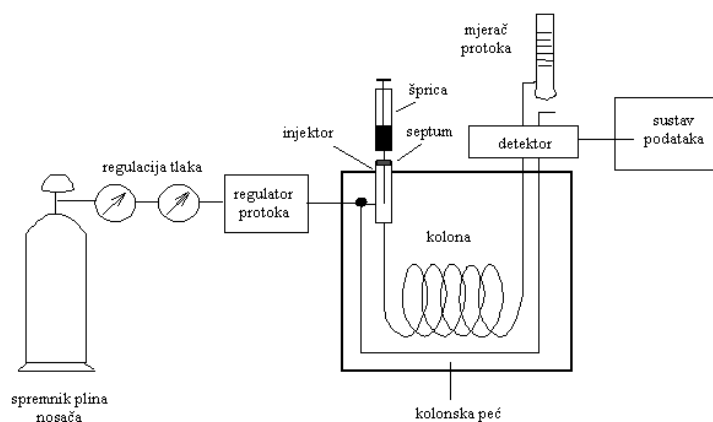 mjerač
protoka
šprica
injektor
septum
detektor
sustav
podataka
regulacija tlaka
regulator
protoka
kolona
spremnik plina
nosača
kolonska peć